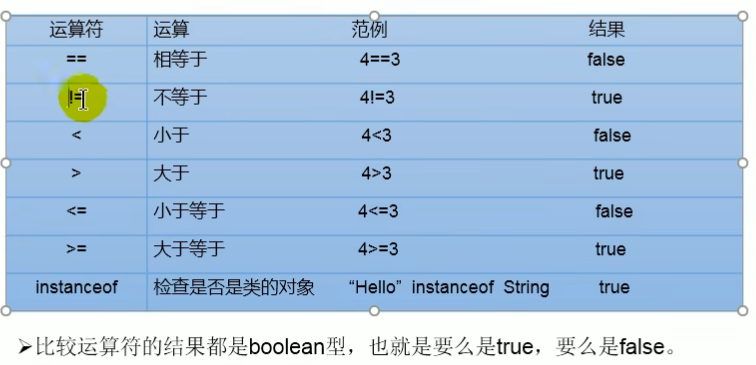 运算符 运算 范例 结果
== 相等于 4==3 false
!= 不等于 4!=3 true
< 小于 4<3 false
> 大于 4>3 true
<= 小于等于 4<=3 false
>= 大于等于 4>=3 true
instanceof 检查是否是类的对象 “Hello” instanceof String true
➢比较运算符的结果都是boolean型，也就是要么是true，要么是false。